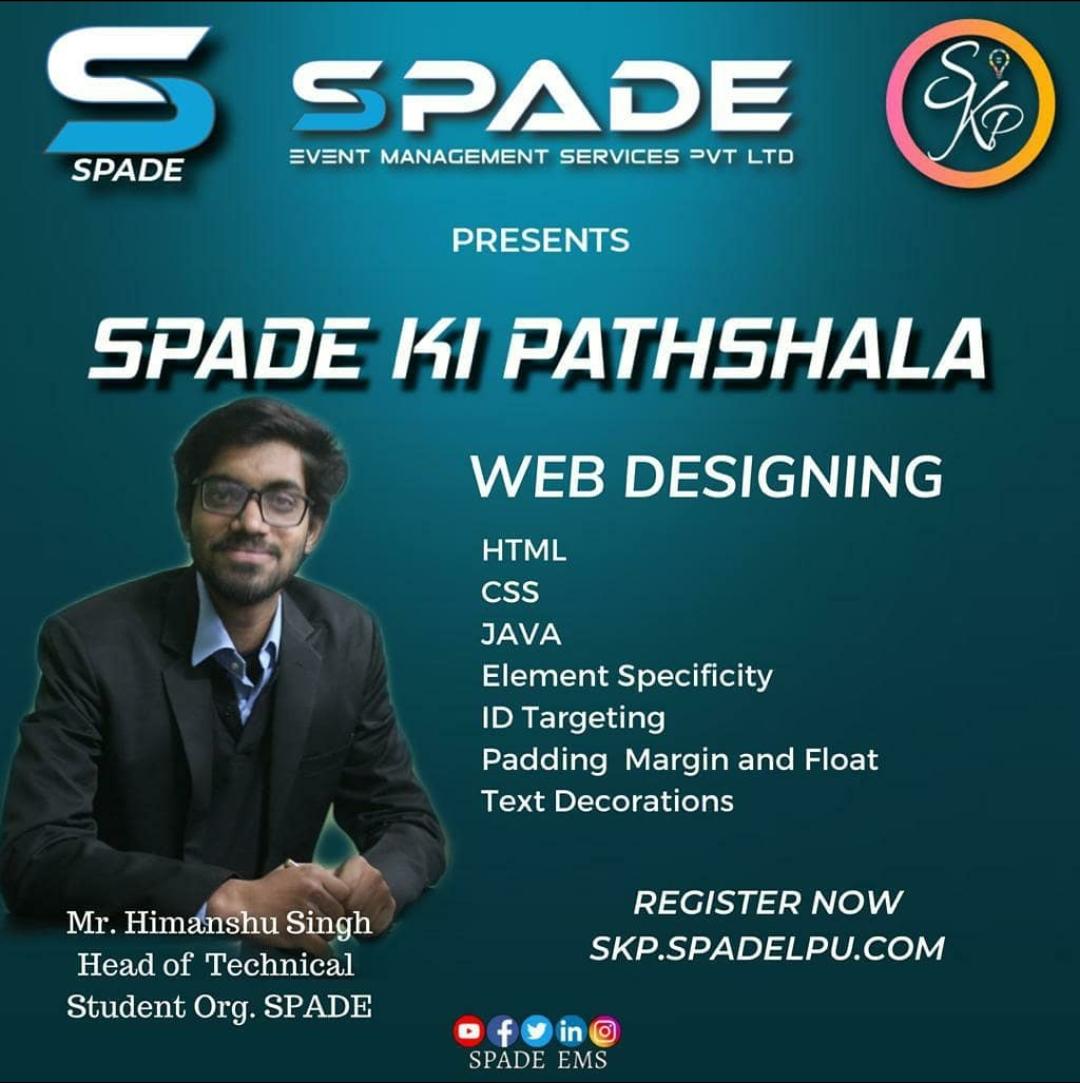 SPADE
SPADE
EVENT MANAGEMENT SERVICES PVT LTD
SKP
PRESENTS
SPADE KI PATHSHALA
WEB DESIGNING
HTML
CSS
JAVA
Element Specificity
ID Targeting
Padding Margin and Float
Text Decorations
Mr. Himanshu Singh
Head of Technical
Student Org. SPADE
REGISTER NOW
SKP.SPADELPU.COM
SPADE EMS